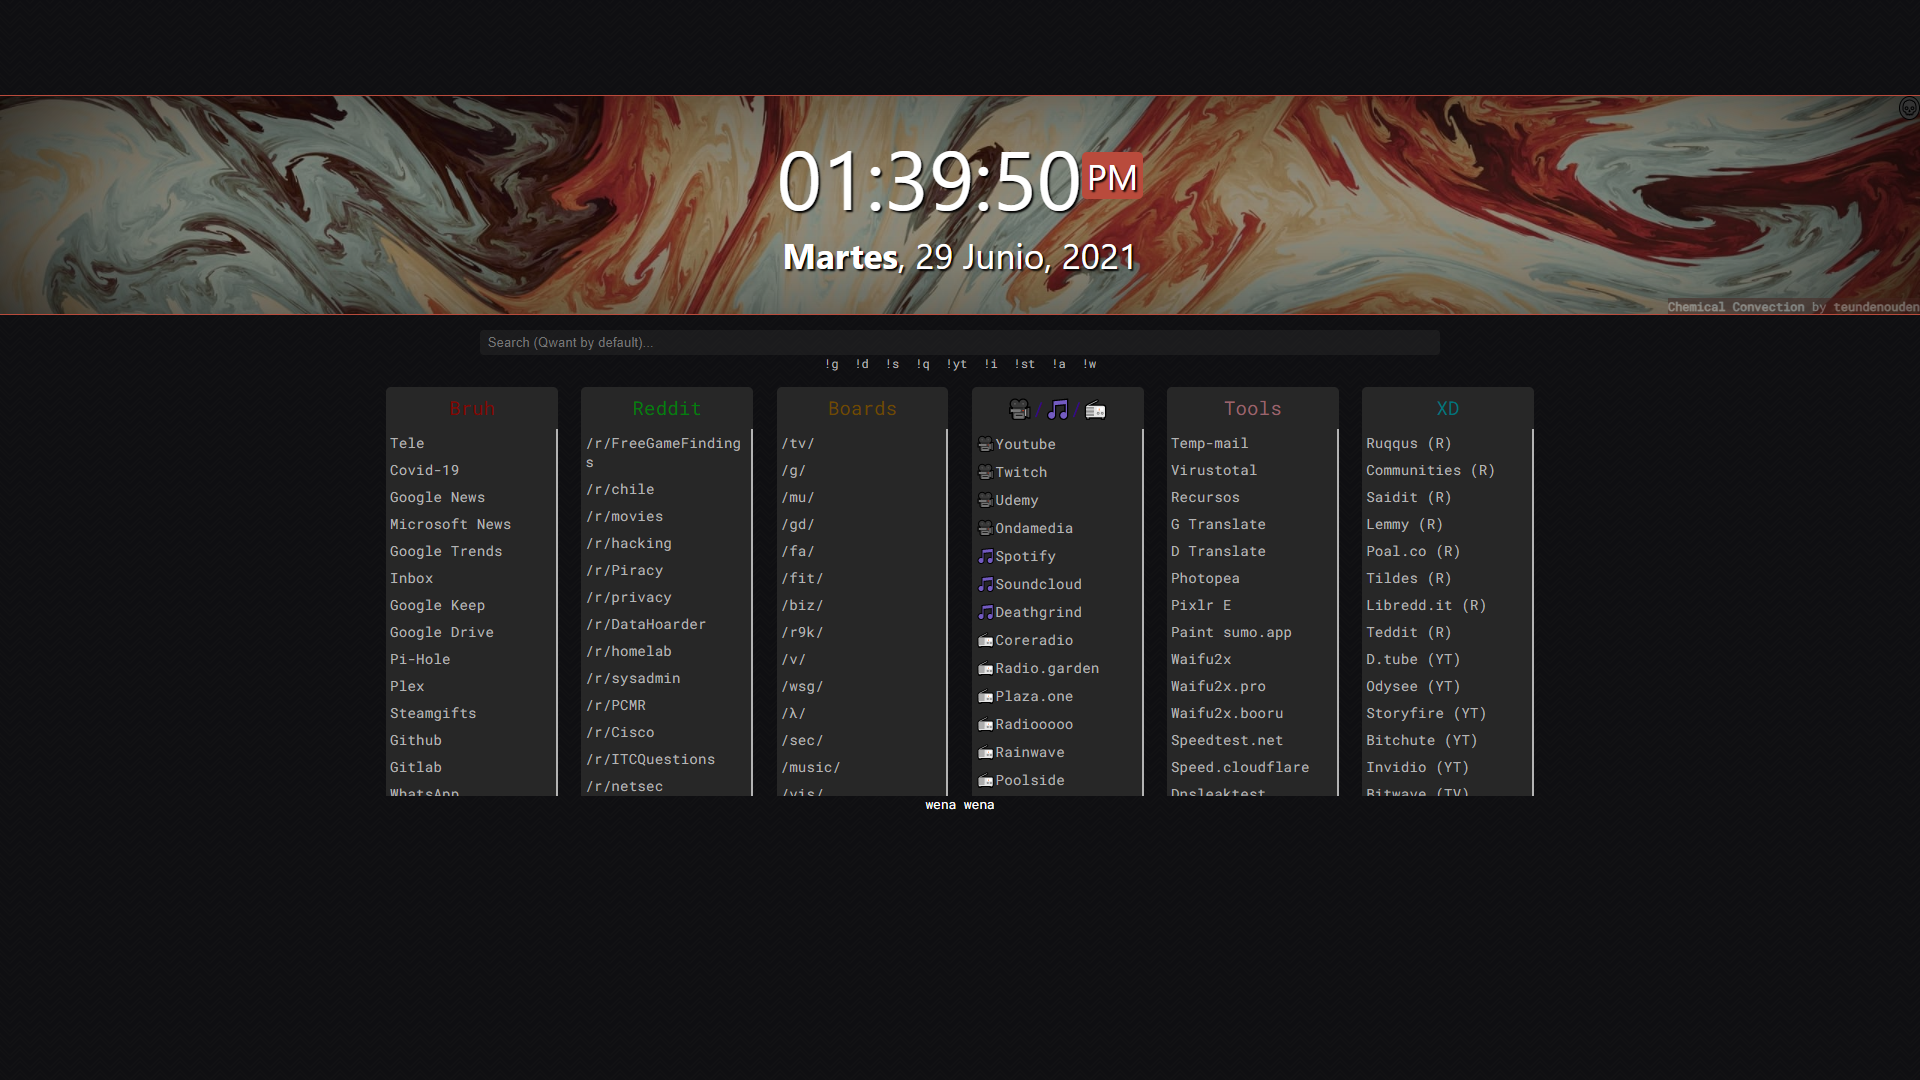 01:39:50 PM
Martes, 29 Junio, 2021
Chemical Convection by teundenouden
Search (Qwant by default)...
!g !d !s !q !yt !i !st !a !w
Bruh
Tele
Covid-19
Google News
Microsoft News
Google Trends
Inbox
Google Keep
Google Drive
Pi-Hole
Plex
Steamgifts
Github
Gitlab
WhatsApp
Reddit
/r/FreeGameFinding
s
/r/chile
/r/movies
/r/hacking
/r/Piracy
/r/privacy
/r/DataHoarder
/r/homelab
/r/sysadmin
/r/PCMR
/r/Cisco
/r/ITCQuestions
/r/netsec
Boards
/tv/
/g/
/mu/
/gd/
/fa/
/fit/
/biz/
/r9k/
/v/
/wsg/
/λ/
/sec/
/music/
/vis/
/ /
Youtube
Twitch
Udemy
Ondamedia
Spotify
Soundcloud
Deathgrind
Coreradio
Radio.garden
Plaza.one
Radiooooo
Rainwave
Poolside
Tools
Temp-mail
Virustotal
Recursos
G Translate
D Translate
Photopea
Pixlr E
Paint sumo.app
Waifu2x
Waifu2x.pro
Waifu2x.booru
Speedtest.net
Speed.cloudflare
Dnsleaktest
XD
Ruqqus (R)
Communities (R)
Saidit (R)
Lemmy (R)
Poal.co (R)
Tildes (R)
Libredd.it (R)
Teddit (R)
D.tube (YT)
Odysee (YT)
Storyfire (YT)
Bitchute (YT)
Invidio (YT)
Bitwave (TV)
wena wena